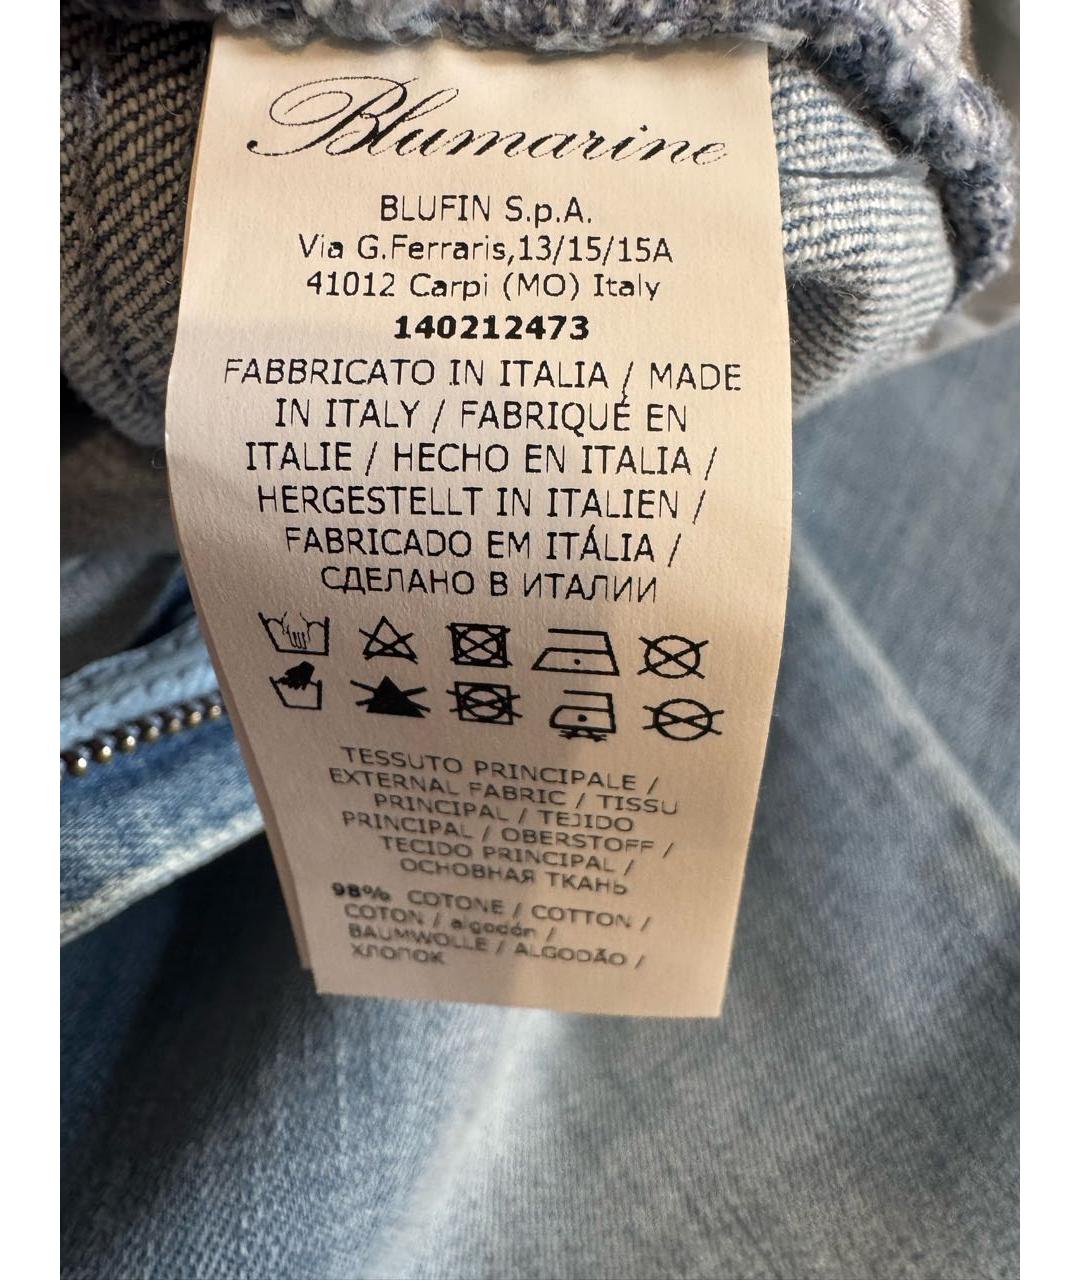 Blumarine
BLUFIN S.p.A.
Via G.Ferraris,13/15/15A
41012 Carpi (MO) Italy
140212473
FABBRICATO IN ITALIA / MADE
IN ITALY / FABRIQUÉ EN
ITALIE / HECHO EN ITALIA /
HERGESTELLT IN ITALIEN /
FABRICADO EM ITÁLIA /
СДЕЛАНО В ИТАЛИИ
TESSUTO PRINCIPALE /
EXTERNAL FABRIC / TISSU
PRINCIPAL / TEJIDO
PRINCIPAL / OBERSTOFF /
TECIDO PRINCIPAL /
ОСНОВНАЯ ТКАНЬ
98% COTONE / COTTON /
COTON / algodón /
BAUMWOLLE / ALGODÃO /
ХЛОПОК